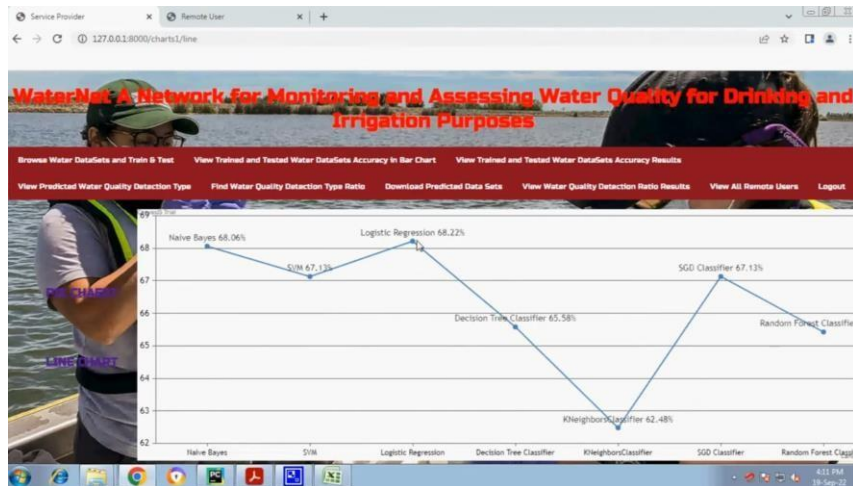 Service Provider
Remote User
127.0.0.1:8000/charts1/line
WaterNet A Network for Monitoring and Assessing Water Quality for Drinking and
Irrigation Purposes
Browse Water DataSets and Train & Test View Trained and Tested Water DataSets Accuracy in Bar Chart View Trained and Tested Water DataSets Accuracy Results
View Predicted Water Quality Detection Type Find Water Quality Detection Type Ratio Download Predicted Data Sets View Water Quality Detection Ratio Results View All Remote Users Logout
69
Naive Bayes 68.06%
Logistic Regression 68.22%
68
SVM 67.13%
SGD Classifier 67.13%
67
PIE CHART
66
Decision Tree Classifier 65.58%
Random Forest Classifie
65
LINE CHART
64
63
KNeighborsClassifier 62.48%
62
Naive Bayes SVM Logistic Regression Decision Tree Classifier KNeighborsClassifier SGD Classifier Random Forest
PC
4:11 PM
19-Sep-22